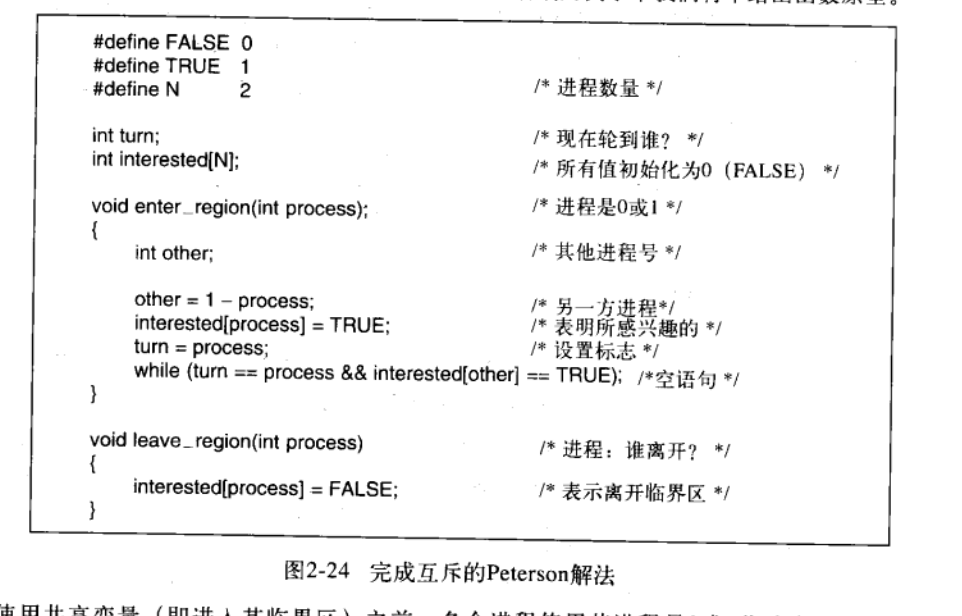 #define FALSE 0
#define TRUE 1
#define N 2 /* 进程数量 */
int turn; /* 现在轮到谁? */
int interested[N]; /* 所有值初始化为0 (FALSE) */
void enter_region(int process); /* 进程是0或1 */
{
int other; /* 其他进程号 */
other = 1 – process; /* 另一方进程*/
interested[process] = TRUE; /* 表明所感兴趣的 */
turn = process; /* 设置标志 */
while (turn == process && interested[other] == TRUE); /*空语句 */
}
void leave_region(int process) /* 进程:谁离开? */
{
interested[process] = FALSE; /* 表示离开临界区 */
}
图2-24 完成互斥的Peterson解法